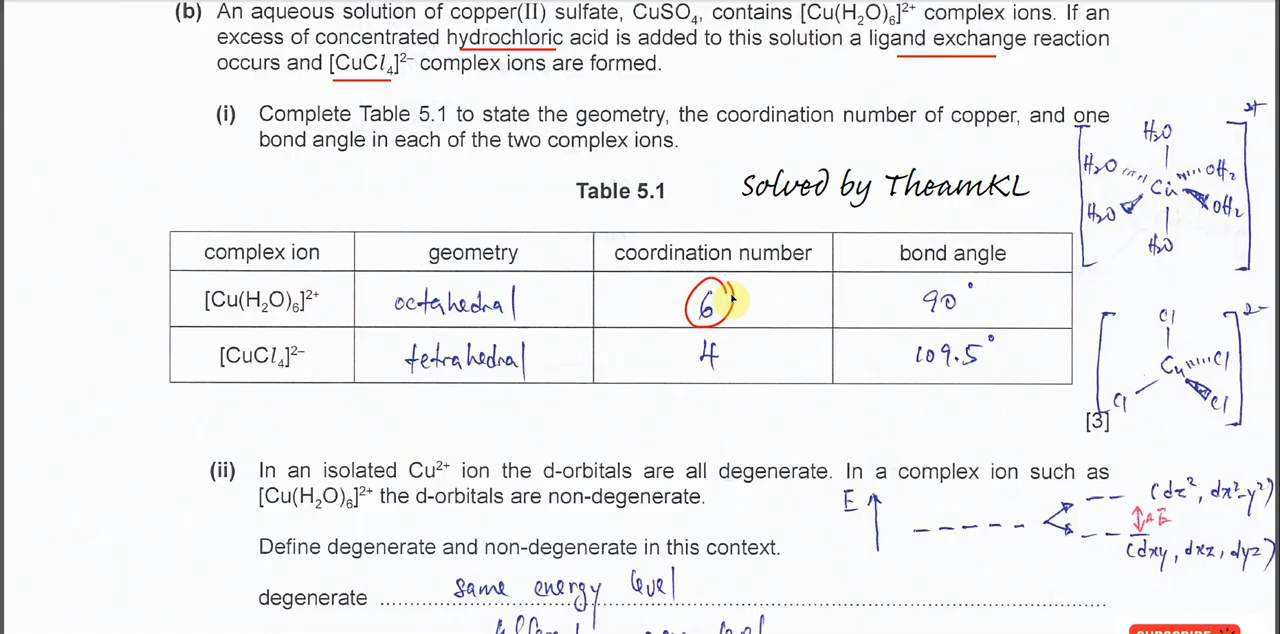 (b) An aqueous solution of copper(II) sulfate, CuSO₄, contains [Cu(H₂O)₆]²⁺ complex ions. If an
excess of concentrated hydrochloric acid is added to this solution a ligand exchange reaction
occurs and [CuCl₄]²⁻ complex ions are formed.
(i) Complete Table 5.1 to state the geometry, the coordination number of copper, and one
bond angle in each of the two complex ions.
2+
H₂O
H₂O OH₂
Cu
H₂O OH₂
H₂O
Solved by TheamKL
Table 5.1
complex ion geometry coordination number bond angle
[Cu(H₂O)₆]²⁺ octahedral 6 90°
[CuCl₄]²⁻ tetrahedral 4 109.5°
2-
Cl
Cu Cl
Cl Cl
[3]
(ii) In an isolated Cu²⁺ ion the d-orbitals are all degenerate. In a complex ion such as
[Cu(H₂O)₆]²⁺ the d-orbitals are non-degenerate.
E
(dz², dx²-y²)
ΔE
(dxy, dxz, dyz)
Define degenerate and non-degenerate in this context.
degenerate same energy level